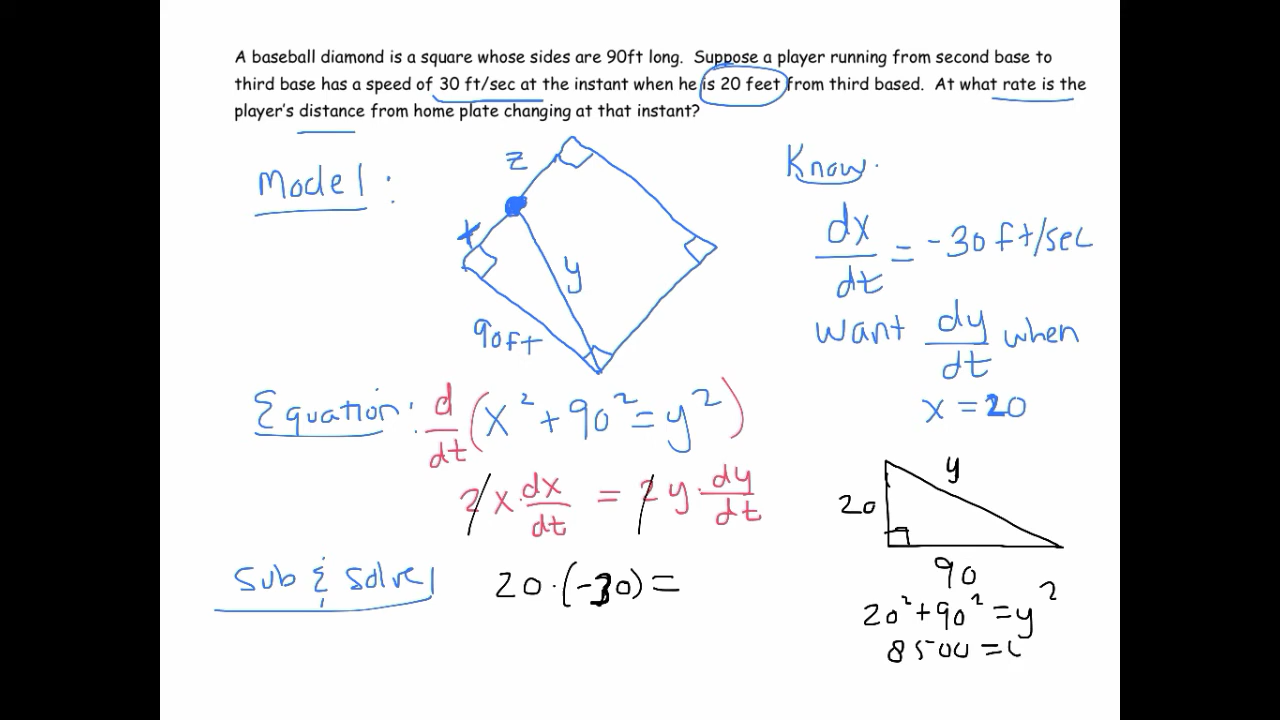 A baseball diamond is a square whose sides are 90ft long. Suppose a player running from second base to
third base has a speed of 30 ft/sec at the instant when he is 20 feet from third based. At what rate is the
player's distance from home plate changing at that instant?
Model:
z
x
y
90ft
Know.
dx/dt = -30 ft/sec
want dy/dt when
x = 20
Equation: d/dt (x² + 90² = y²)
2x · dx/dt = 2y · dy/dt
Sub & solve
20 · (-30) =
y
20
90
20² + 90² = y²
8500 =